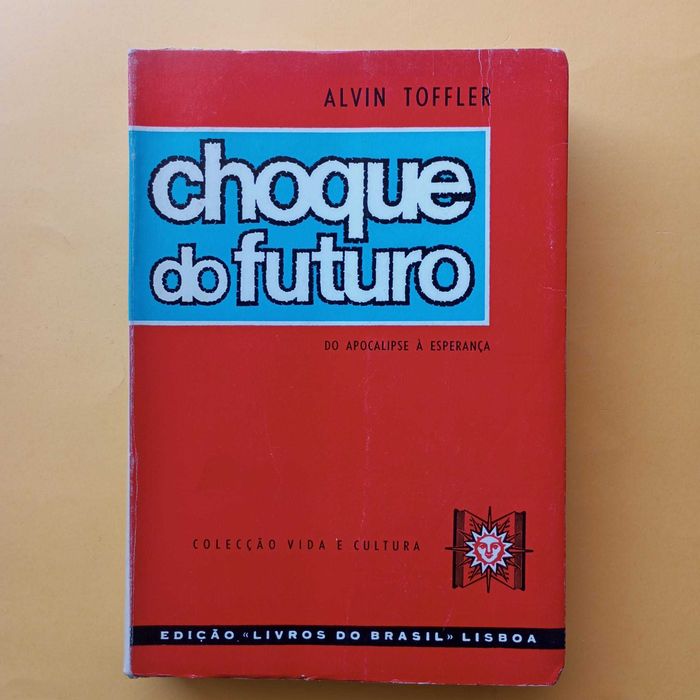 ALVIN TOFFLER
choque
do futuro
DO APOCALIPSE À ESPERANÇA
COLECÇÃO VIDA E CULTURA
EDIÇÃO «LIVROS DO BRASIL» LISBOA